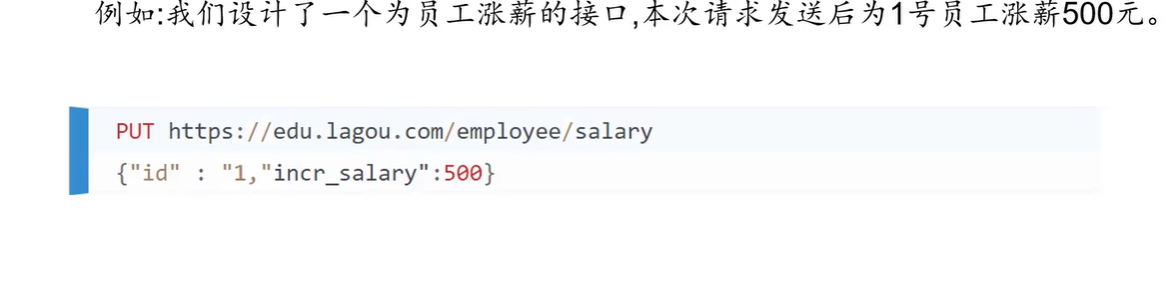 例如:我们设计了一个为员工涨薪的接口,本次请求发送后为1号员工涨薪500元。
PUT https://edu.lagou.com/employee/salary
{"id" : "1,"incr_salary":500}